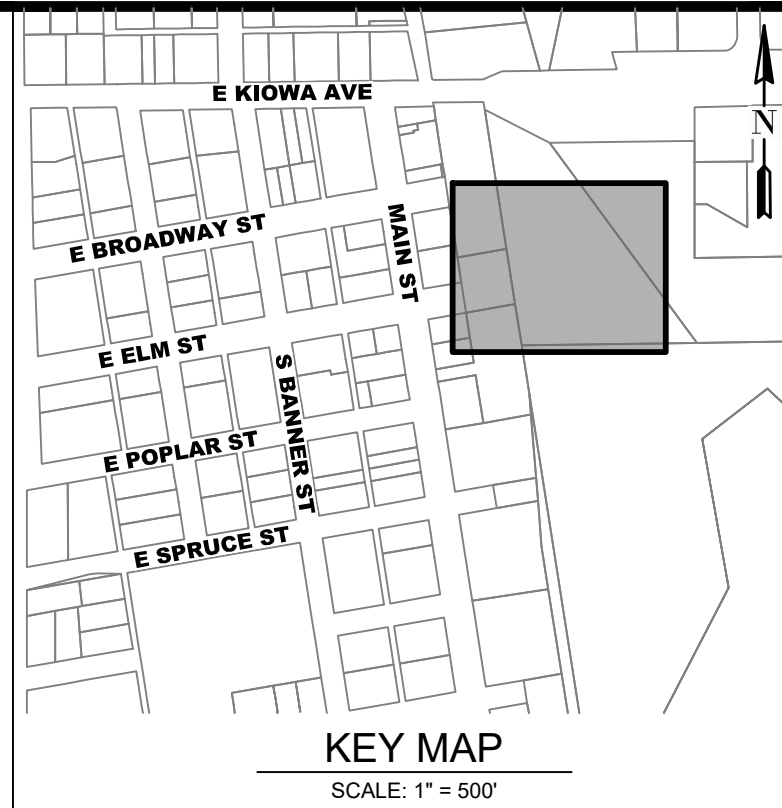 E KIOWA AVE
N
E BROADWAY ST
MAIN ST
E ELM ST
S BANNER ST
E POPLAR ST
E SPRUCE ST
KEY MAP
SCALE: 1" = 500'